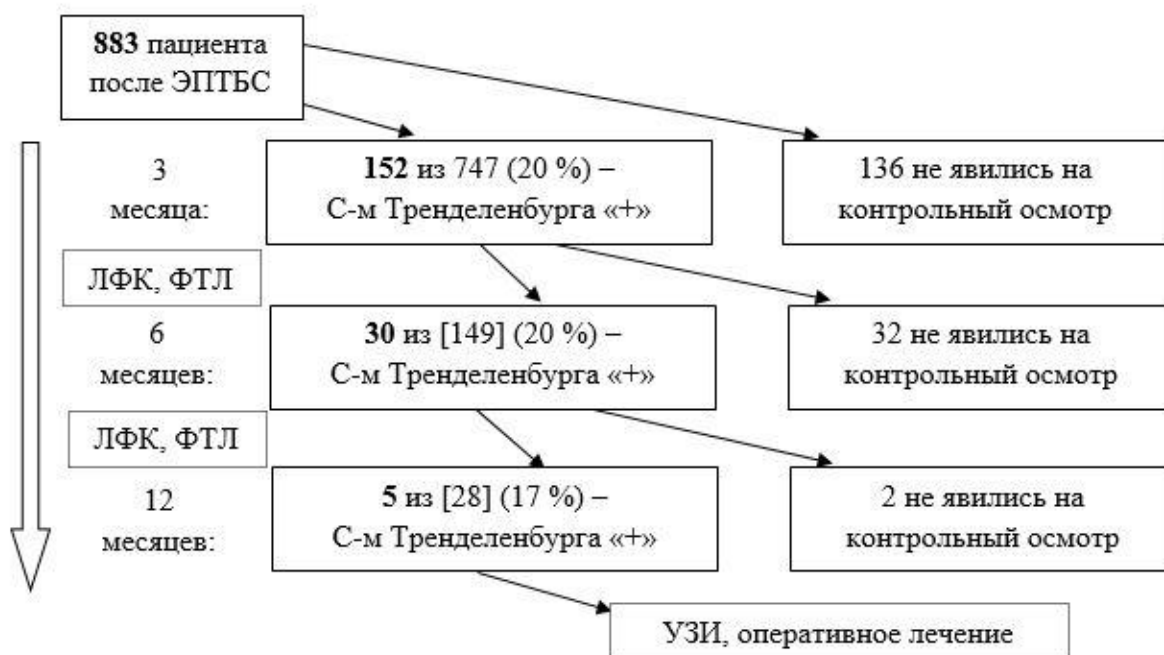 883 пациента
после ЭПТБС
3
месяца:
152 из 747 (20 %) –
С-м Тренделенбурга «+»
136 не явились на
контрольный осмотр
ЛФК, ФТЛ
6
месяцев:
30 из [149] (20 %) –
С-м Тренделенбурга «+»
32 не явились на
контрольный осмотр
ЛФК, ФТЛ
12
месяцев:
5 из [28] (17 %) –
С-м Тренделенбурга «+»
2 не явились на
контрольный осмотр
УЗИ, оперативное лечение